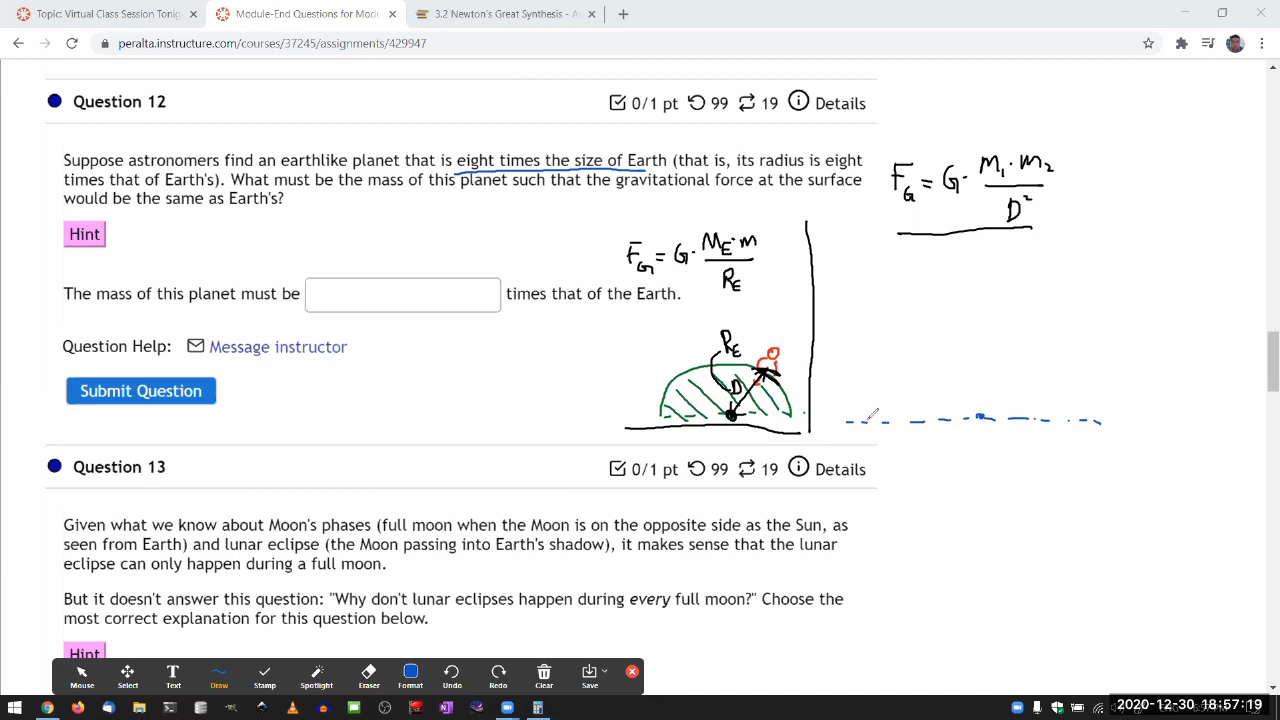 Topic Virtual Class Session Tonig
Module-End Questions for Modu
3.2 Newton's Great Synthesis - A
peralta.instructure.com/courses/37245/assignments/429947
Question 12
0/1 pt 99 19 Details
Suppose astronomers find an earthlike planet that is eight times the size of Earth (that is, its radius is eight
times that of Earth's). What must be the mass of this planet such that the gravitational force at the surface
would be the same as Earth's?
Hint
The mass of this planet must be times that of the Earth.
Question Help: Message instructor
Submit Question
F_G = G · M_E · m / R_E
R_E
D
F_G = G · M_1 · M_2 / D²
Question 13
0/1 pt 99 19 Details
Given what we know about Moon's phases (full moon when the Moon is on the opposite side as the Sun, as
seen from Earth) and lunar eclipse (the Moon passing into Earth's shadow), it makes sense that the lunar
eclipse can only happen during a full moon.
But it doesn't answer this question: "Why don't lunar eclipses happen during every full moon?" Choose the
most correct explanation for this question below.
Hint
Mouse Select Text Draw Stamp Spotlight Eraser Format Undo Redo Clear Save
2020-12-30 18:57:19